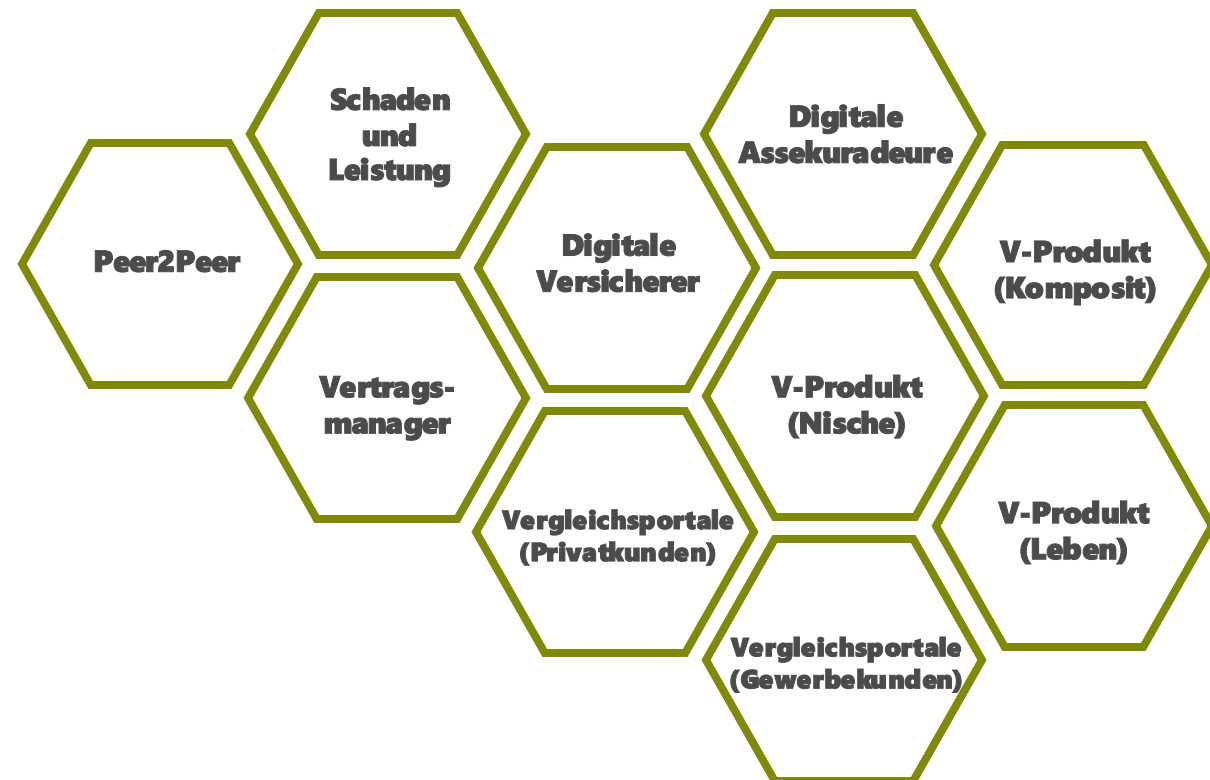 Schaden
und
Leistung
Digitale
Assekuradeure
Peer2Peer
Digitale
Versicherer
V-Produkt
(Komposit)
Vertrags-
manager
V-Produkt
(Nische)
Vergleichsportale
(Privatkunden)
V-Produkt
(Leben)
Vergleichsportale
(Gewerbekunden)